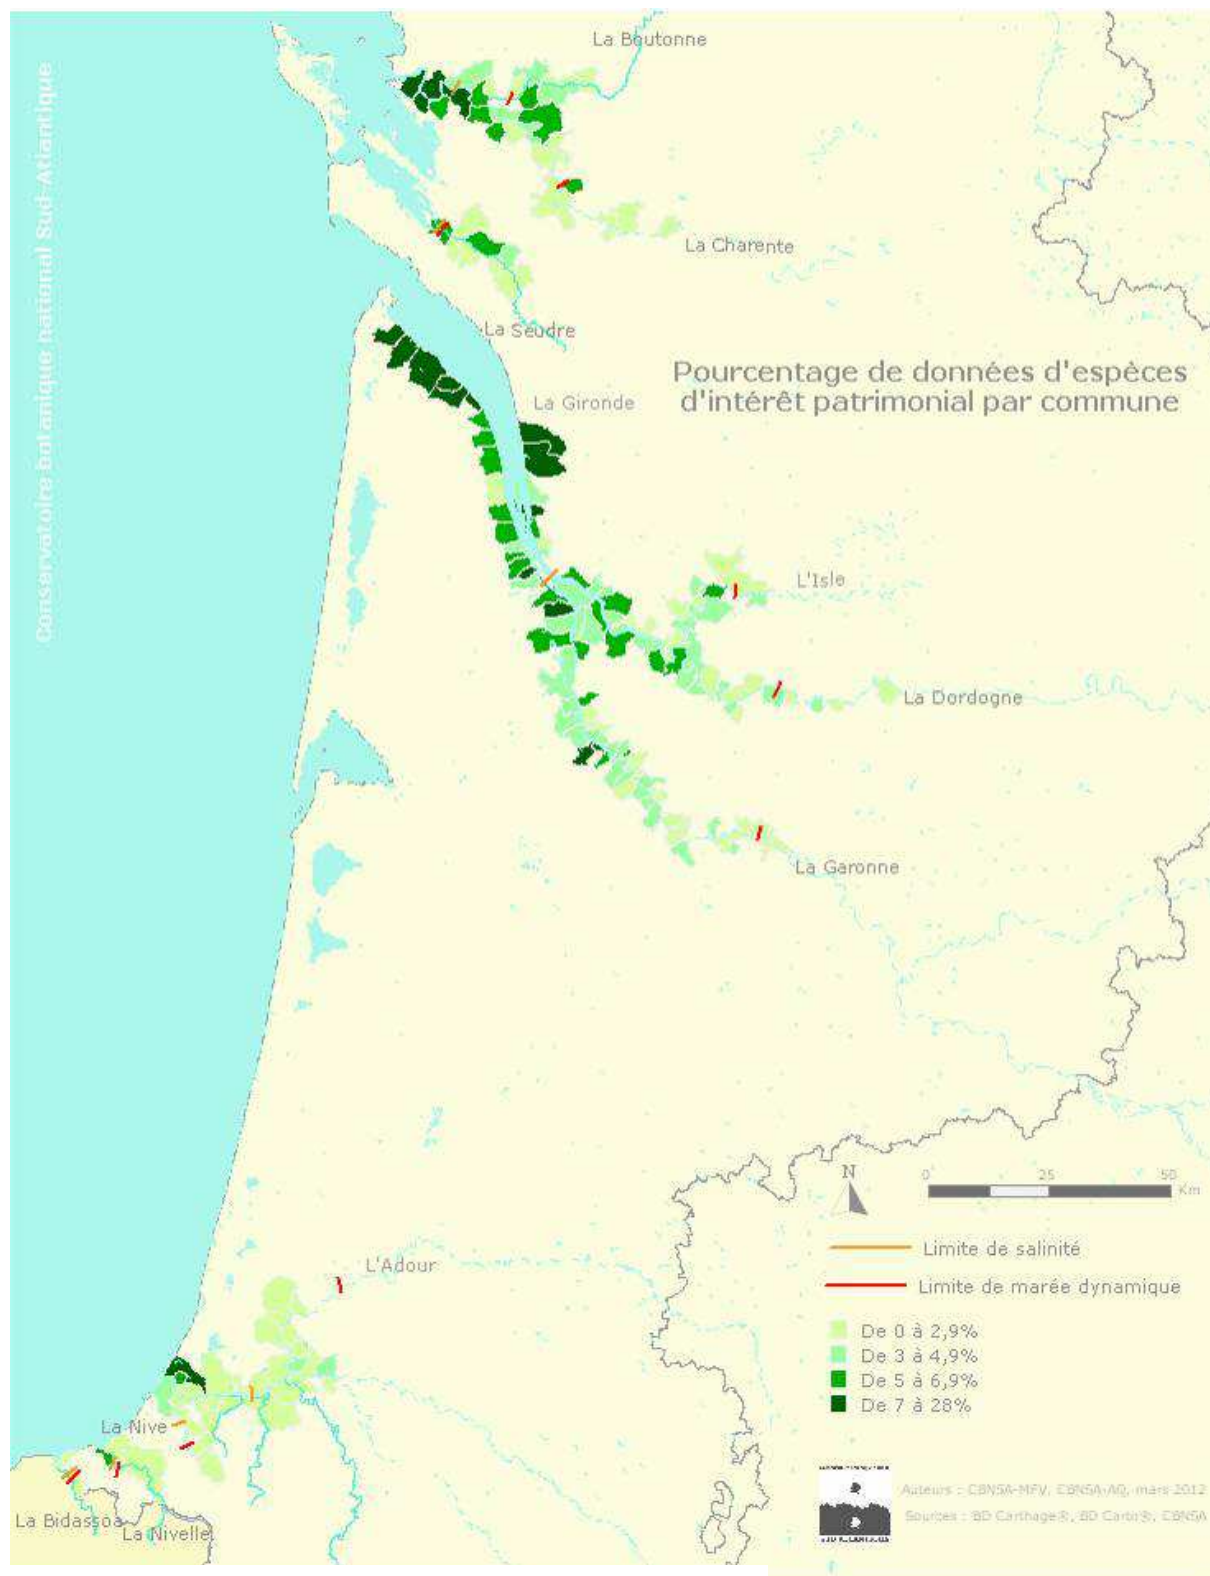 La Boutonne
Conservatoire botanique national Sud-Atlantique
La Charente
La Seudre
Pourcentage de données d'espèces
d'intérêt patrimonial par commune
La Gironde
L'Isle
La Dordogne
La Garonne
N
0 25 50
Km
Limite de salinité
L'Adour
Limite de marée dynamique
De 0 à 2,9%
De 3 à 4,9%
De 5 à 6,9%
De 7 à 28%
La Nive
La Bidassoa
La Nivelle
Auteurs : CBNSA-MFV, CBNSA-AQ, mars 2012
Sources : BD Carthage®, BD Carto®, CBNSA